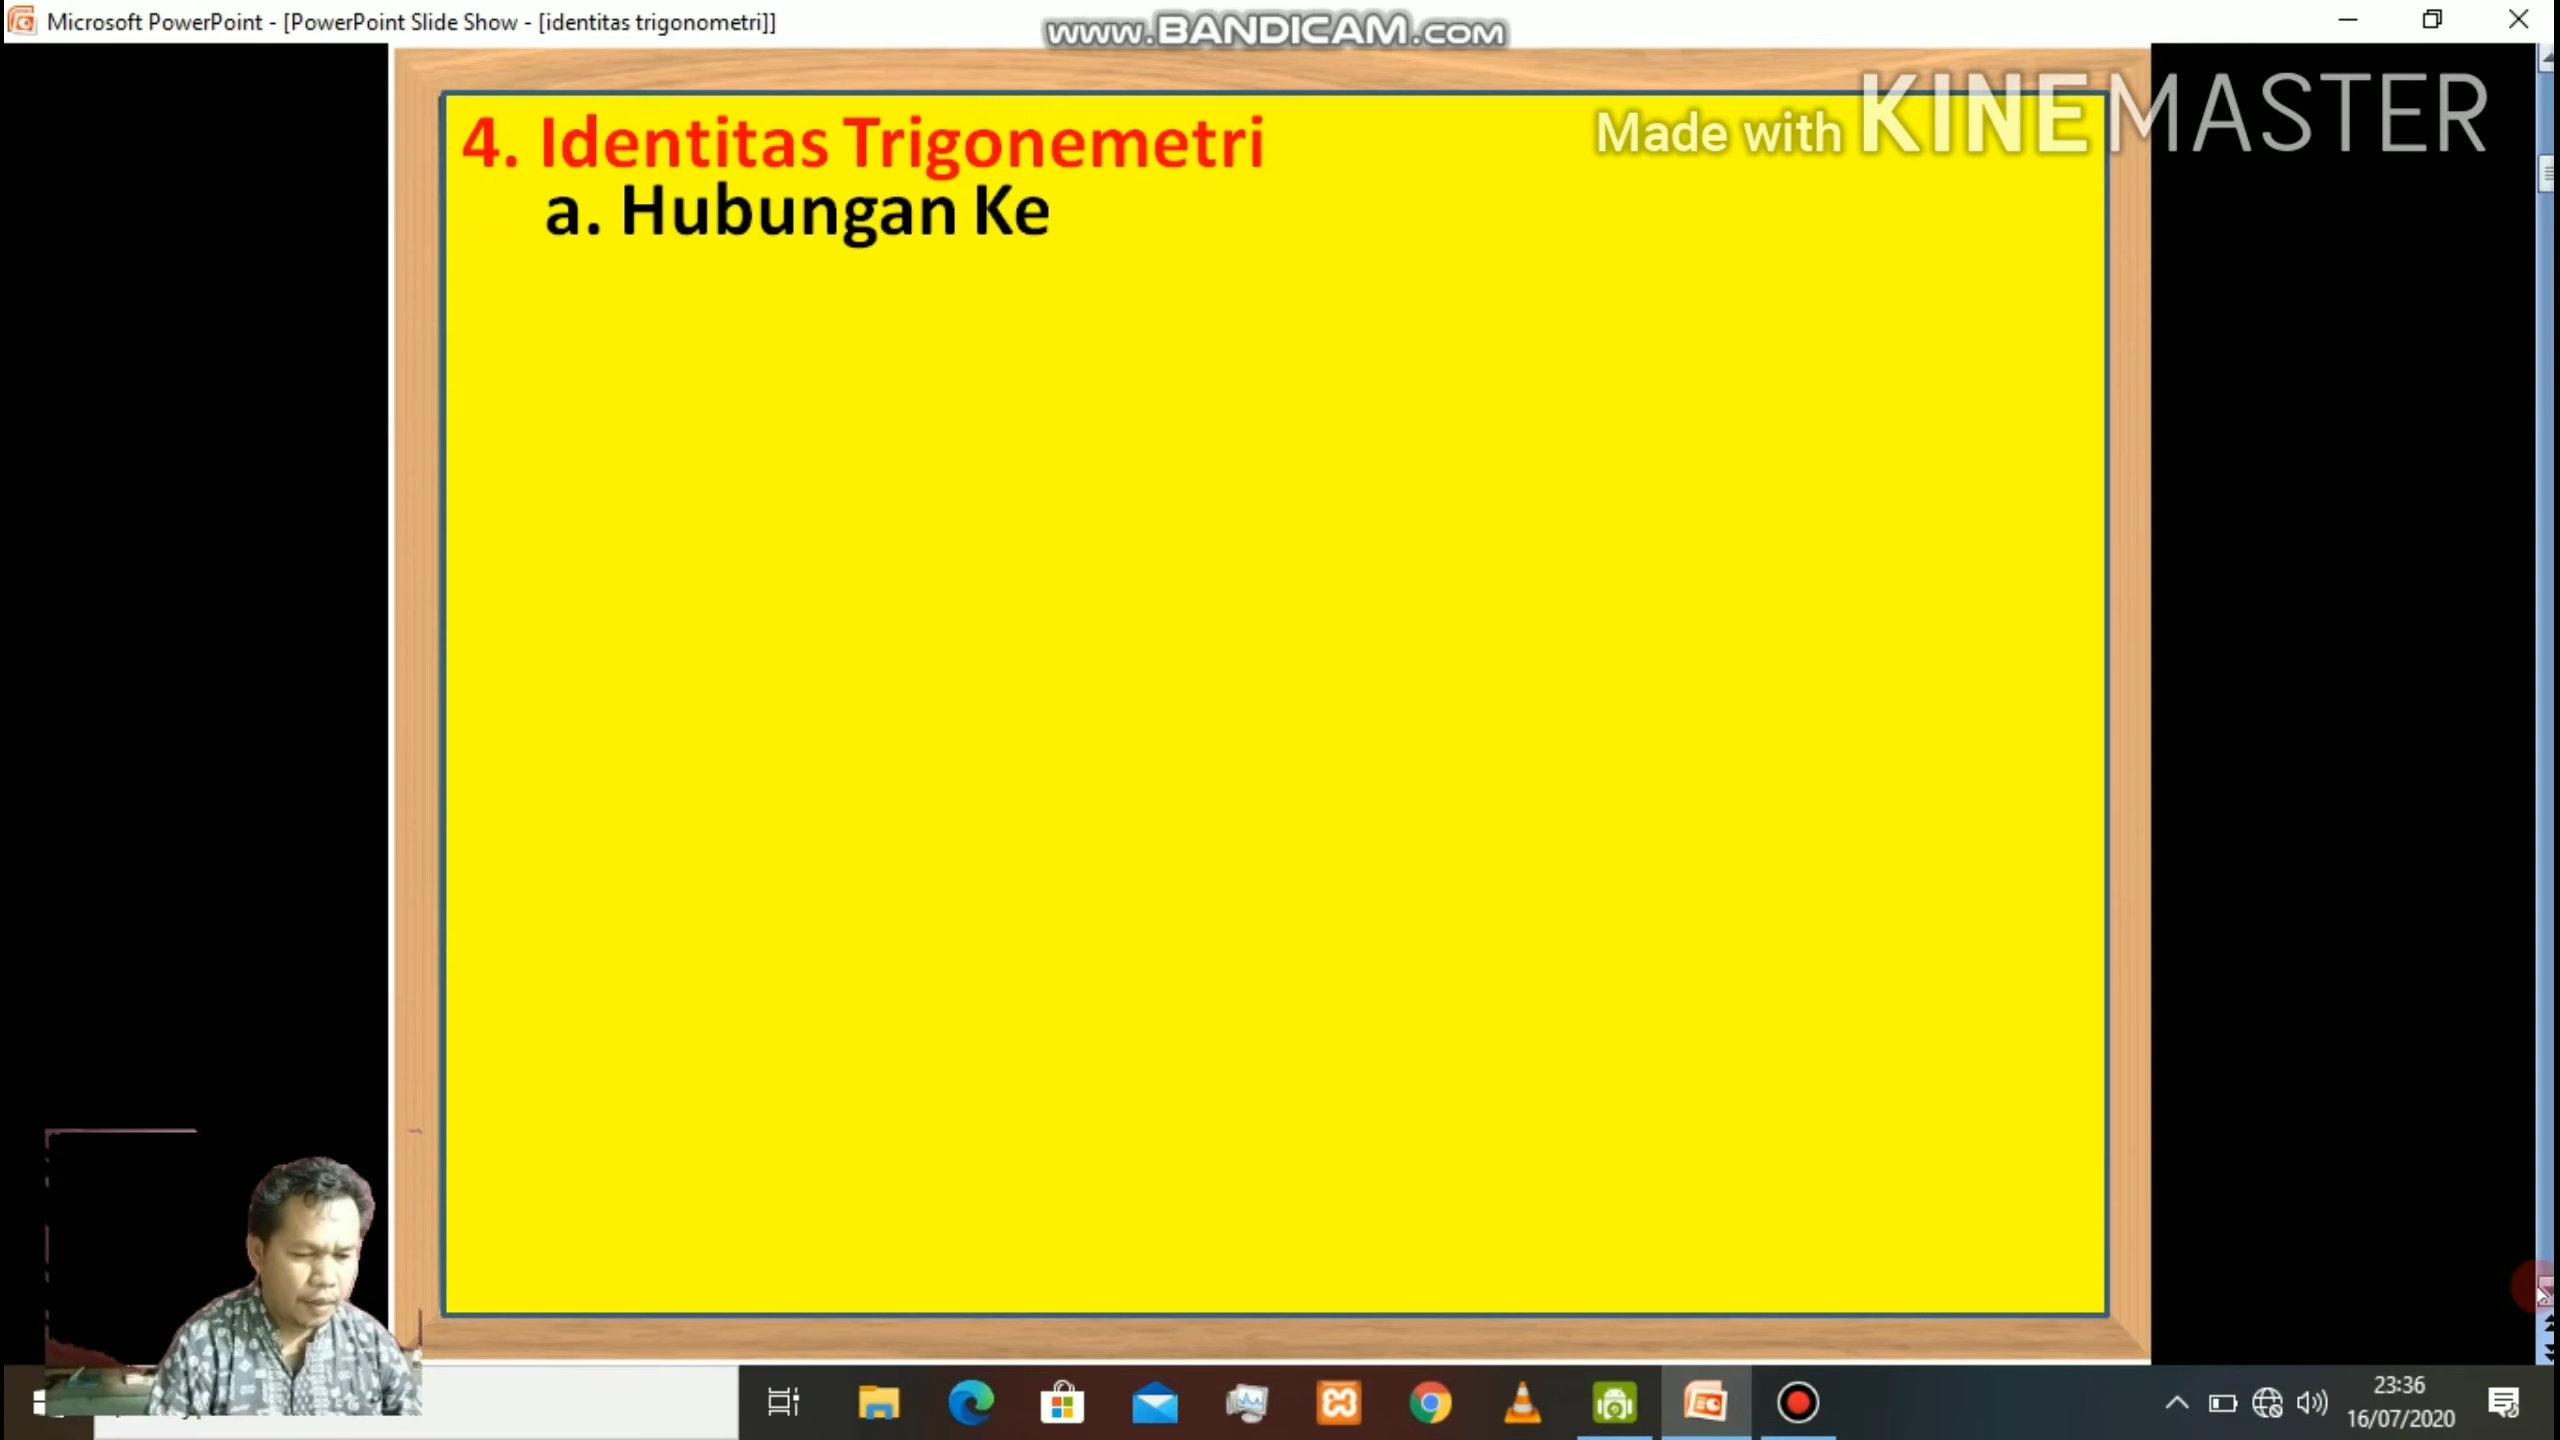 Microsoft PowerPoint - [PowerPoint Slide Show - [identitas trigonometri]]
www.BANDICAM.com
Made with KINEMASTER
4. Identitas Trigonemetri
a. Hubungan Ke
23:36
16/07/2020